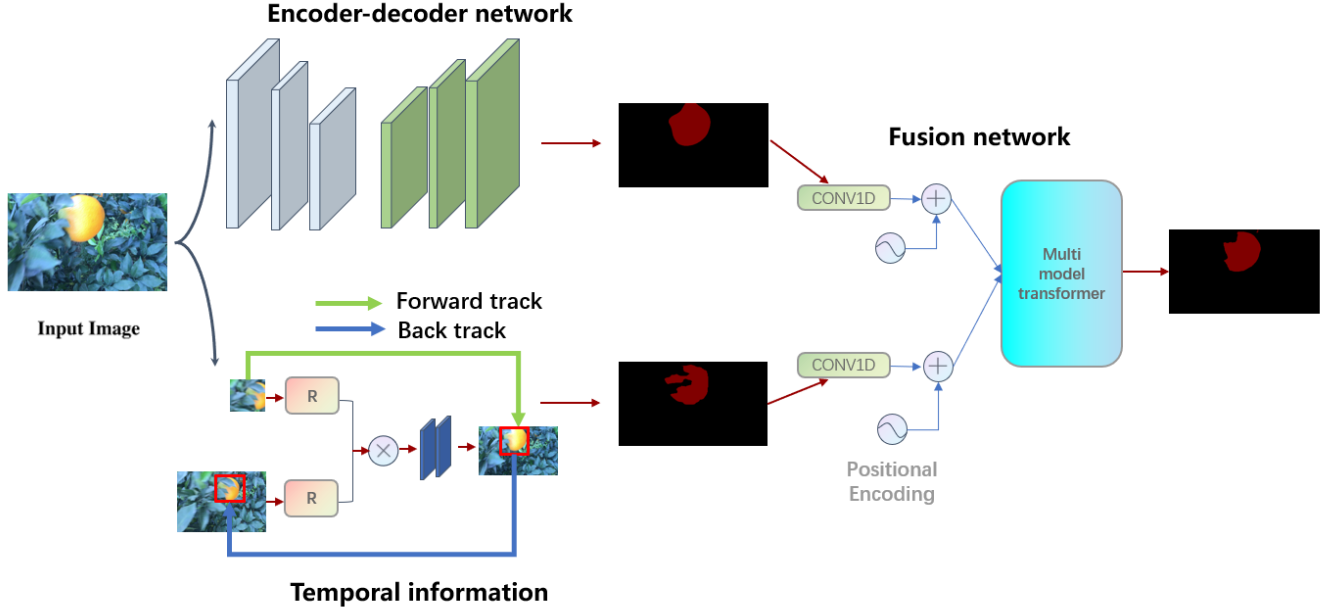 Encoder-decoder network
Fusion network
CONV1D
Multi
model
transformer
Input Image
Forward track
Back track
R
CONV1D
R
Positional
Encoding
Temporal information